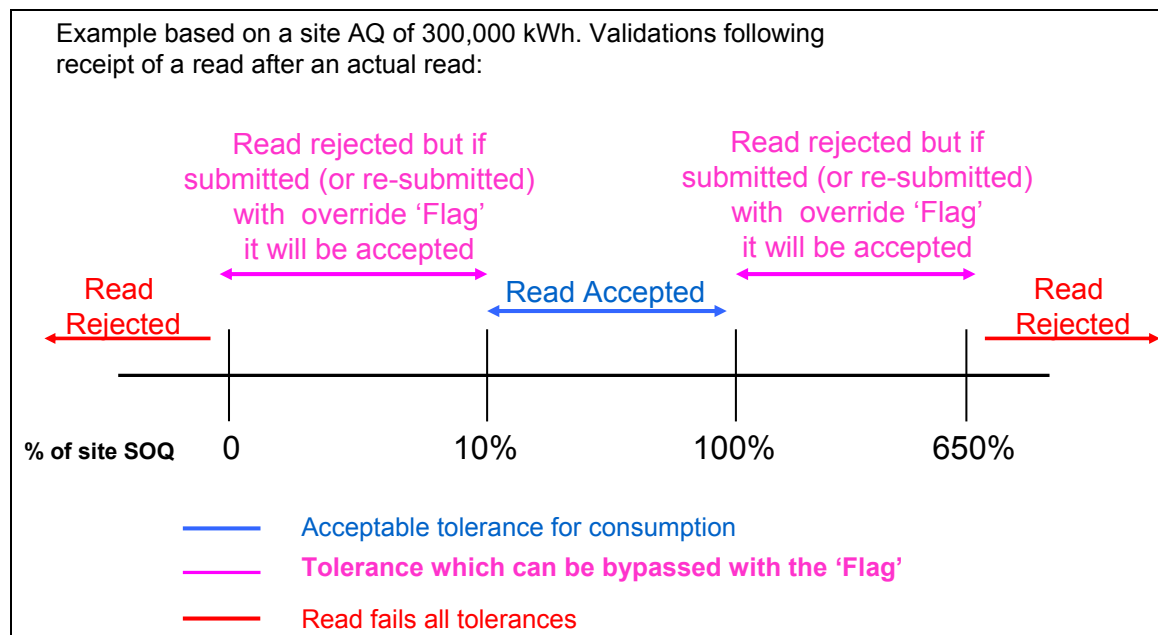 Example based on a site AQ of 300,000 kWh. Validations following
receipt of a read after an actual read:
Read rejected but if
submitted (or re-submitted)
with override ‘Flag’
it will be accepted
Read rejected but if
submitted (or re-submitted)
with override ‘Flag’
it will be accepted
Read
Rejected
Read Accepted
Read
Rejected
% of site SOQ 0 10% 100% 650%
Acceptable tolerance for consumption
Tolerance which can be bypassed with the ‘Flag’
Read fails all tolerances